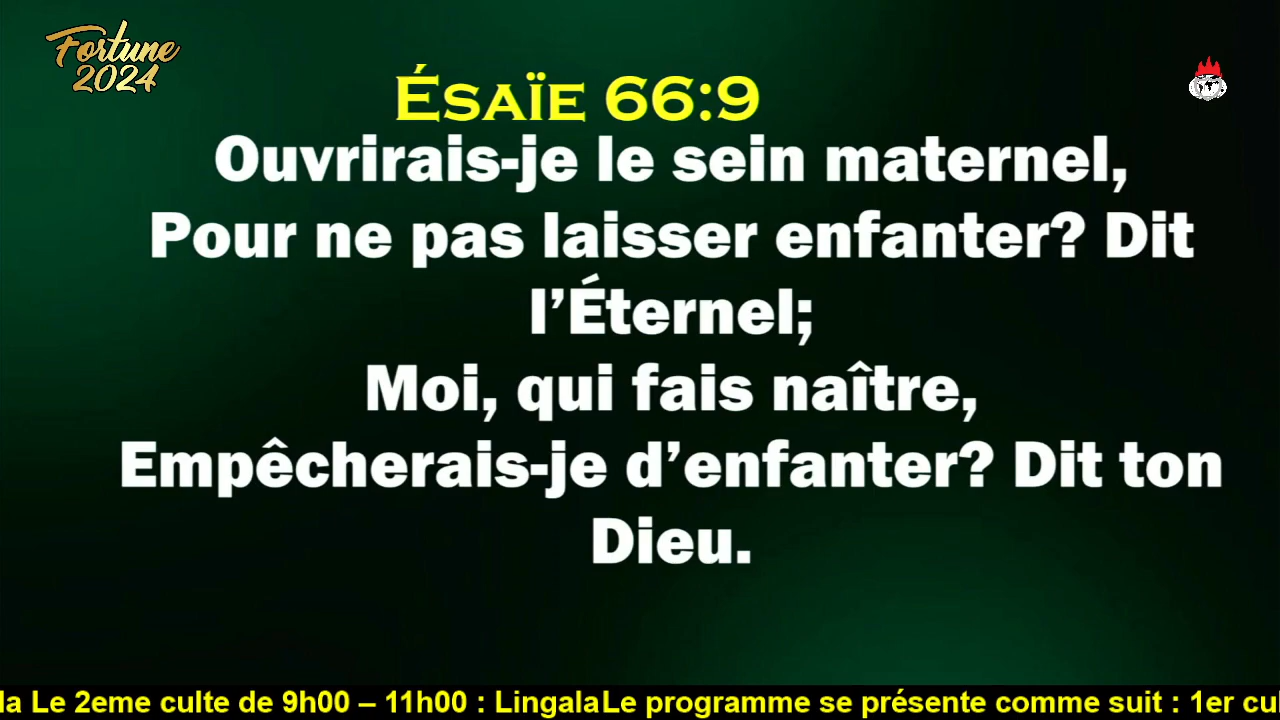 Fortune
2024
Ésaïe 66:9
Ouvrirais-je le sein maternel,
Pour ne pas laisser enfanter? Dit
l’Éternel;
Moi, qui fais naître,
Empêcherais-je d’enfanter? Dit ton
Dieu.
la Le 2eme culte de 9h00 – 11h00 : LingalaLe programme se présente comme suit : 1er cu